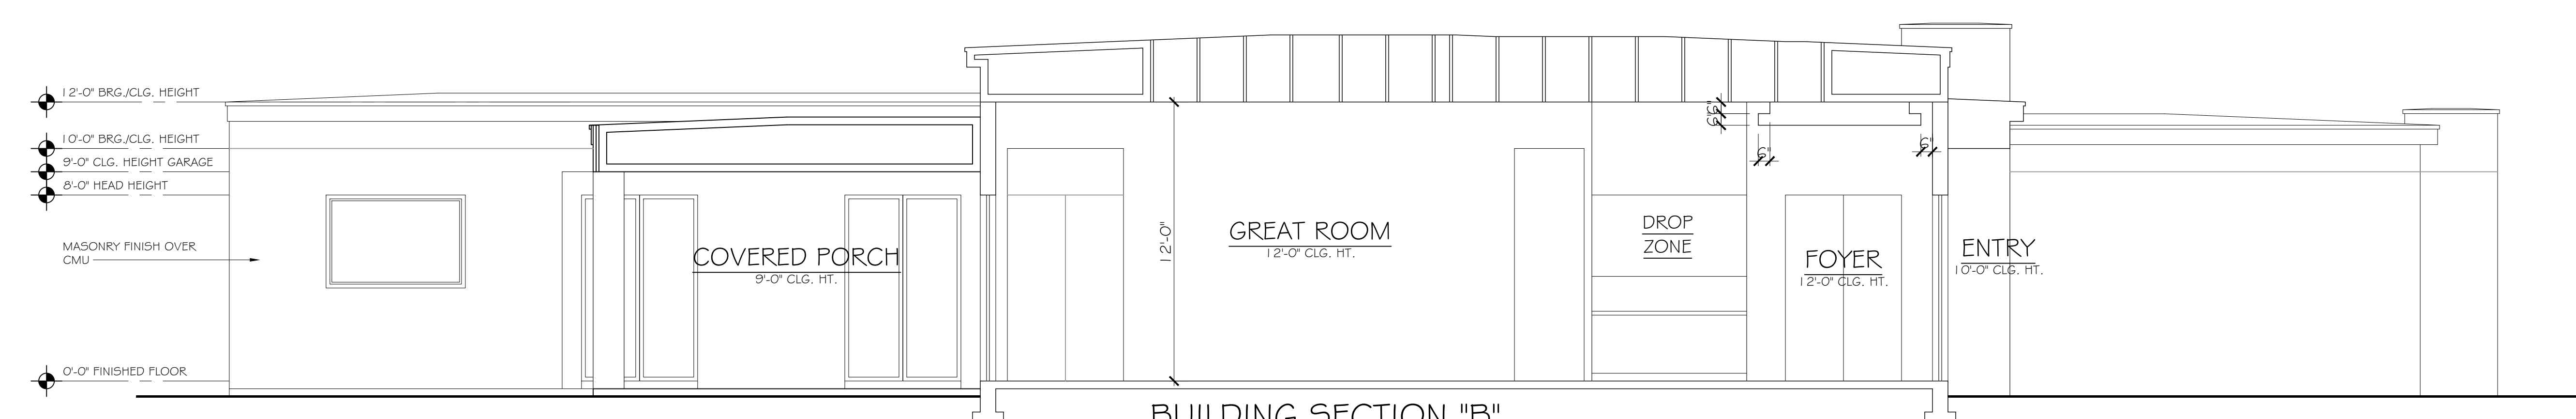 12'-0" BRG./CLG. HEIGHT
10'-0" BRG./CLG. HEIGHT
9'-0" CLG. HEIGHT GARAGE
8'-0" HEAD HEIGHT
MASONRY FINISH OVER
CMU
0'-0" FINISHED FLOOR
COVERED PORCH
9'-0" CLG. HT.
12'-0"
GREAT ROOM
12'-0" CLG. HT.
DROP
ZONE
6"
6"
6"
6"
FOYER
12'-0" CLG. HT.
ENTRY
10'-0" CLG. HT.
BUILDING SECTION "B"